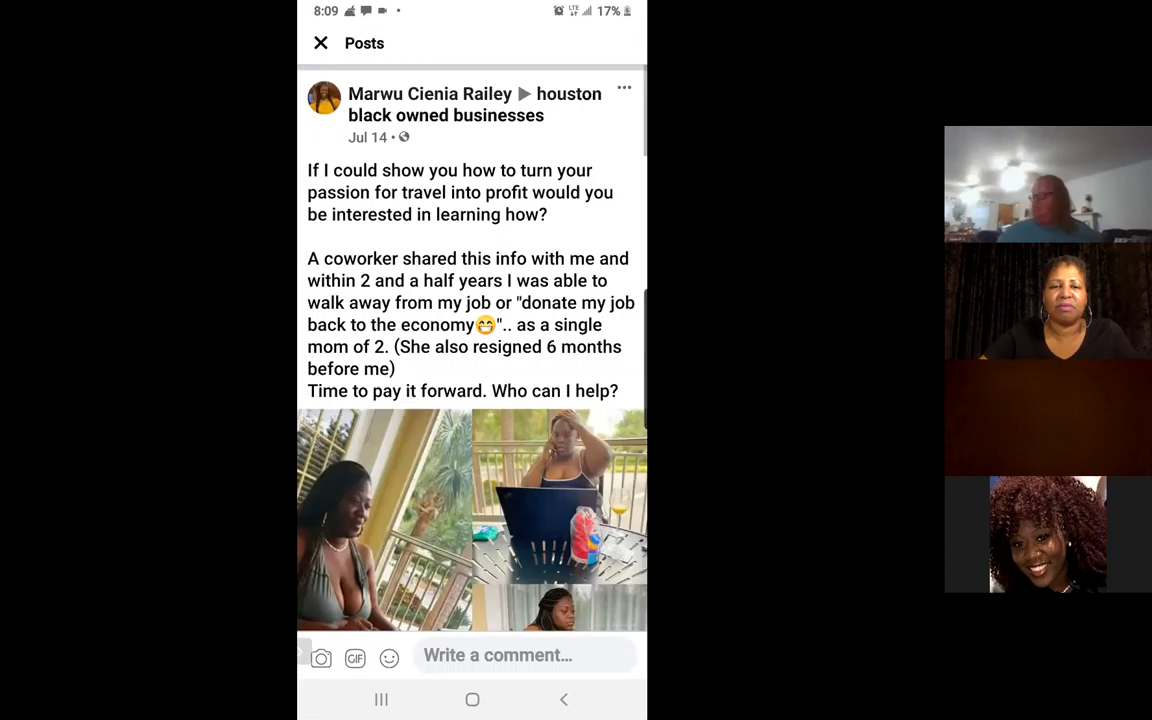 8:09
LTE
17%
Posts
Marwu Cienia Railey ▶ houston
black owned businesses
Jul 14 •
If I could show you how to turn your
passion for travel into profit would you
be interested in learning how?
A coworker shared this info with me and
within 2 and a half years I was able to
walk away from my job or "donate my job
back to the economy😁".. as a single
mom of 2. (She also resigned 6 months
before me)
Time to pay it forward. Who can I help?
GIF
Write a comment...